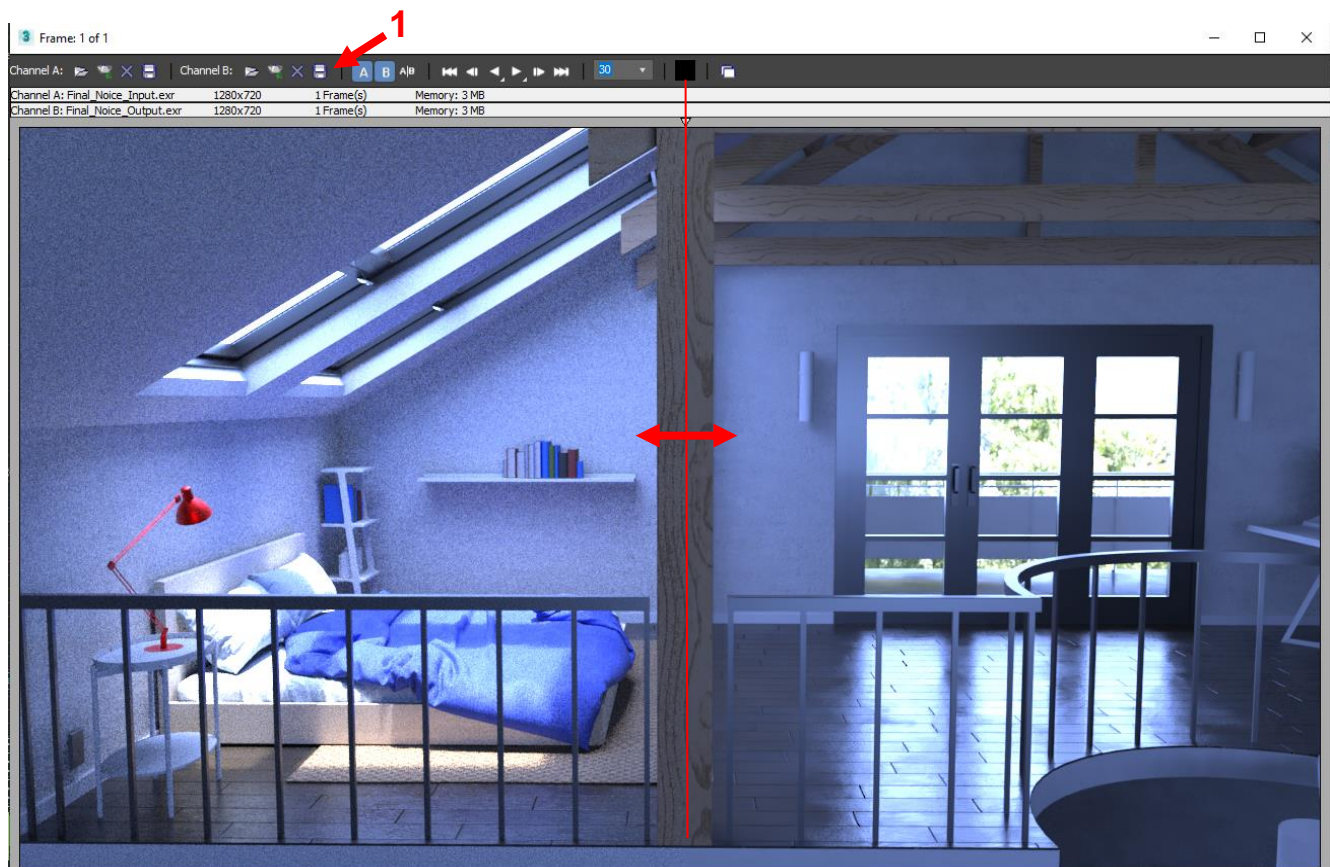 1
3 Frame: 1 of 1
Channel A: Channel B: A B A|B 30
Channel A: Final_Noice_Input.exr 1280x720 1 Frame(s) Memory: 3 MB
Channel B: Final_Noice_Output.exr 1280x720 1 Frame(s) Memory: 3 MB